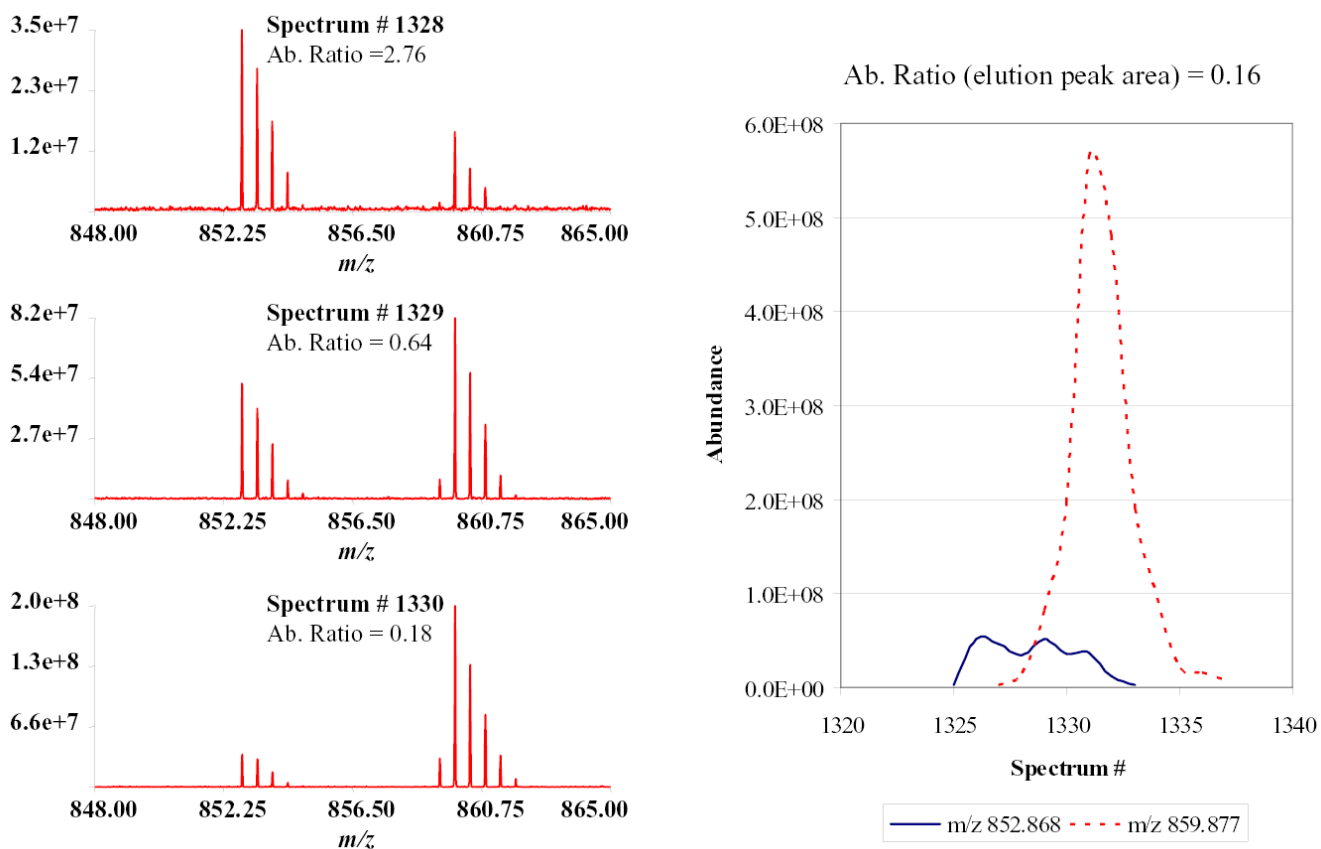 3.5e+7
Spectrum # 1328
Ab. Ratio =2.76
2.3e+7
1.2e+7
848.00 852.25 856.50 860.75 865.00
m/z
8.2e+7
Spectrum # 1329
Ab. Ratio = 0.64
5.4e+7
2.7e+7
848.00 852.25 856.50 860.75 865.00
m/z
2.0e+8
Spectrum # 1330
Ab. Ratio = 0.18
1.3e+8
6.6e+7
848.00 852.25 856.50 860.75 865.00
m/z
Ab. Ratio (elution peak area) = 0.16
6.0E+08
5.0E+08
4.0E+08
3.0E+08
2.0E+08
1.0E+08
0.0E+00
Abundance
1320 1325 1330 1335 1340
Spectrum #
m/z 852.868 m/z 859.877